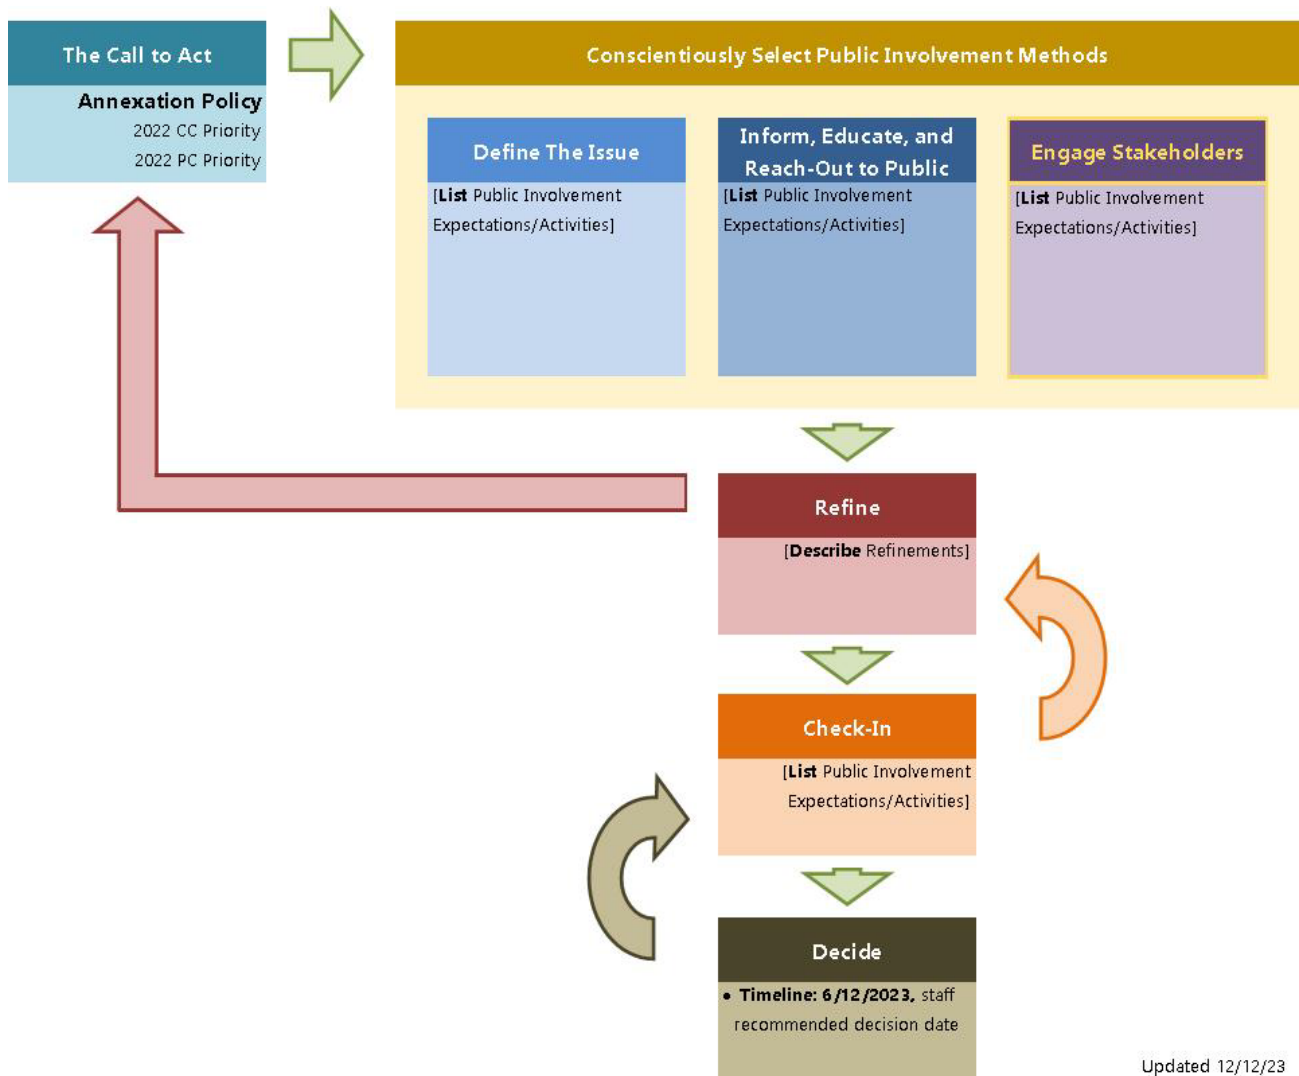 The Call to Act
Annexation Policy
2022 CC Priority
2022 PC Priority
Conscientiously Select Public Involvement Methods
Define The Issue
[List Public Involvement
Expectations/Activities]
Inform, Educate, and
Reach-Out to Public
[List Public Involvement
Expectations/Activities]
Engage Stakeholders
[List Public Involvement
Expectations/Activities]
Refine
[Describe Refinements]
Check-In
[List Public Involvement
Expectations/Activities]
Decide
• Timeline: 6/12/2023, staff
recommended decision date
Updated 12/12/23